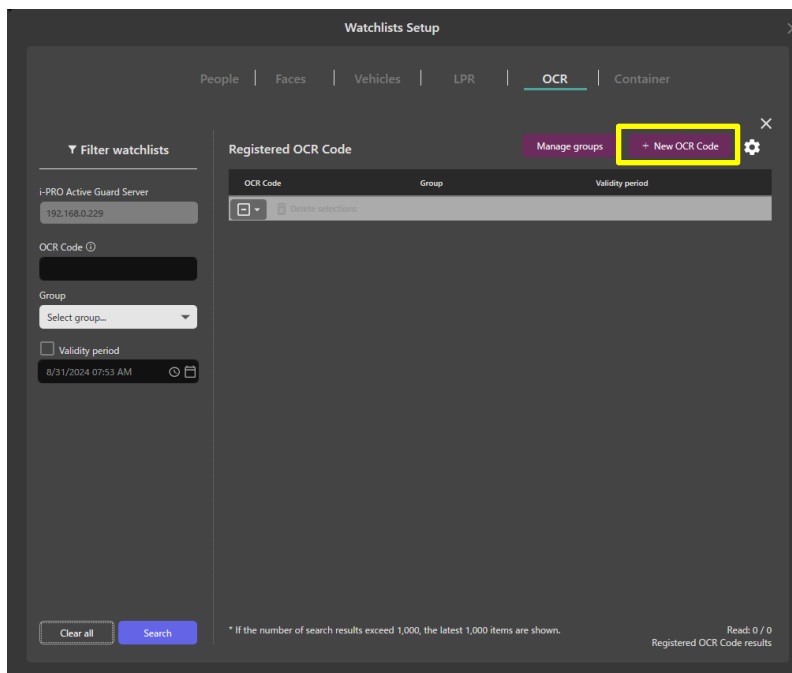 Watchlists Setup
People | Faces | Vehicles | LPR | OCR | Container
Filter watchlists
i-PRO Active Guard Server
192.168.0.229
OCR Code
Group
Select group...
Validity period
8/31/2024 07:53 AM
Clear all
Search
Registered OCR Code
Manage groups
+ New OCR Code
OCR Code Group Validity period
Delete selections
* If the number of search results exceed 1,000, the latest 1,000 items are shown.
Read: 0 / 0
Registered OCR Code results